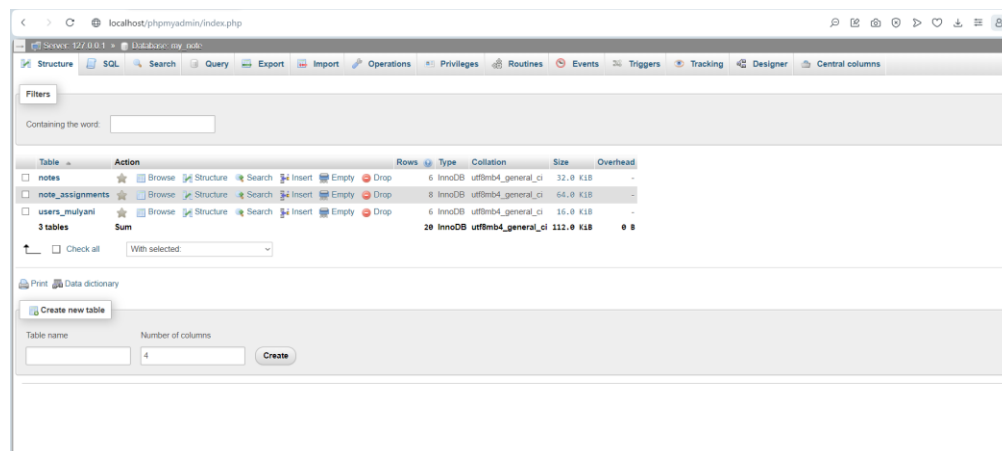 localhost/phpmyadmin/index.php
Server: 127.0.0.1 » Database: my_note
Structure SQL Search Query Export Import Operations Privileges Routines Events Triggers Tracking Designer Central columns
Filters
Containing the word:
Table Action Rows Type Collation Size Overhead
notes Browse Structure Search Insert Empty Drop 6 InnoDB utf8mb4_general_ci 32.0 KiB -
note_assignments Browse Structure Search Insert Empty Drop 8 InnoDB utf8mb4_general_ci 64.0 KiB -
users_mulyani Browse Structure Search Insert Empty Drop 6 InnoDB utf8mb4_general_ci 16.0 KiB -
3 tables Sum 20 InnoDB utf8mb4_general_ci 112.0 KiB 0 B
Check all With selected:
Print Data dictionary
Create new table
Table name Number of columns
4 Create